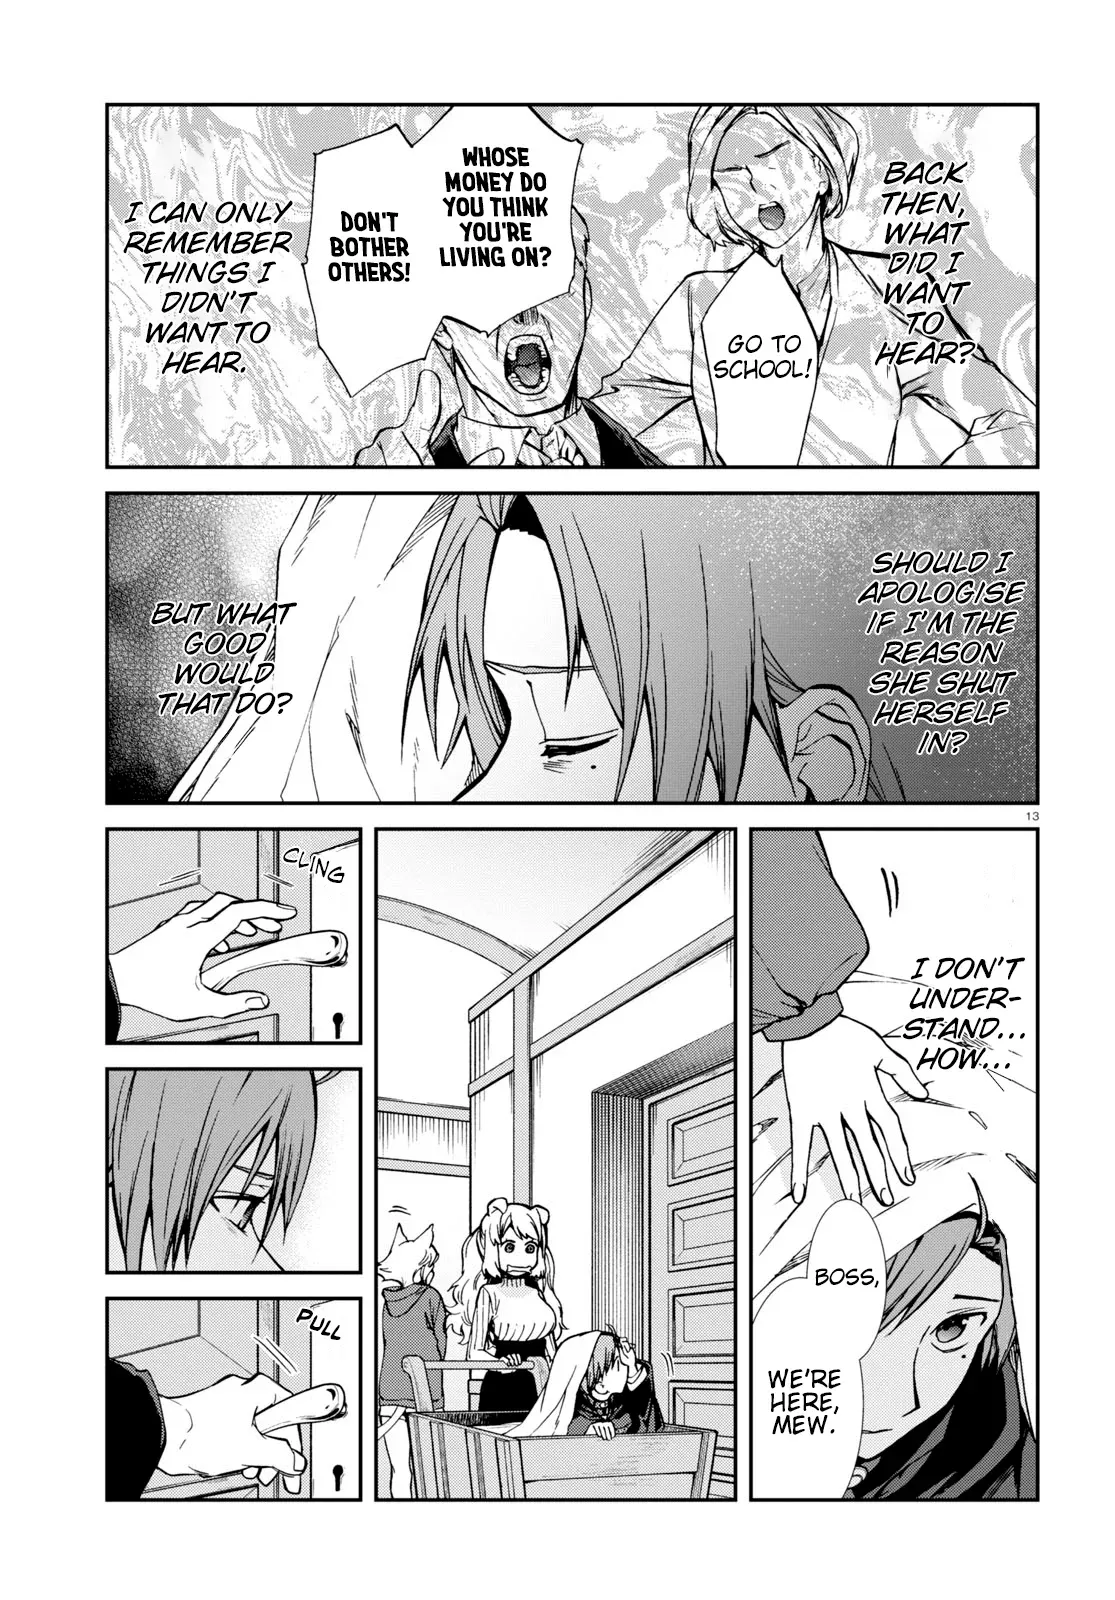 BACK
THEN,
WHAT
DID I
WANT
TO
HEAR?
GO TO
SCHOOL!
WHOSE
MONEY DO
YOU THINK
YOU'RE
LIVING ON?
DON'T
BOTHER
OTHERS!
I CAN ONLY
REMEMBER
THINGS I
DIDN'T
WANT TO
HEAR.
SHOULD I
APOLOGISE
IF I'M THE
REASON
SHE SHUT
HERSELF
IN?
BUT WHAT
GOOD
WOULD
THAT DO?
13
I DON'T
UNDER-
STAND...
HOW...
BOSS,
WE'RE
HERE,
MEW.
CLING
PULL